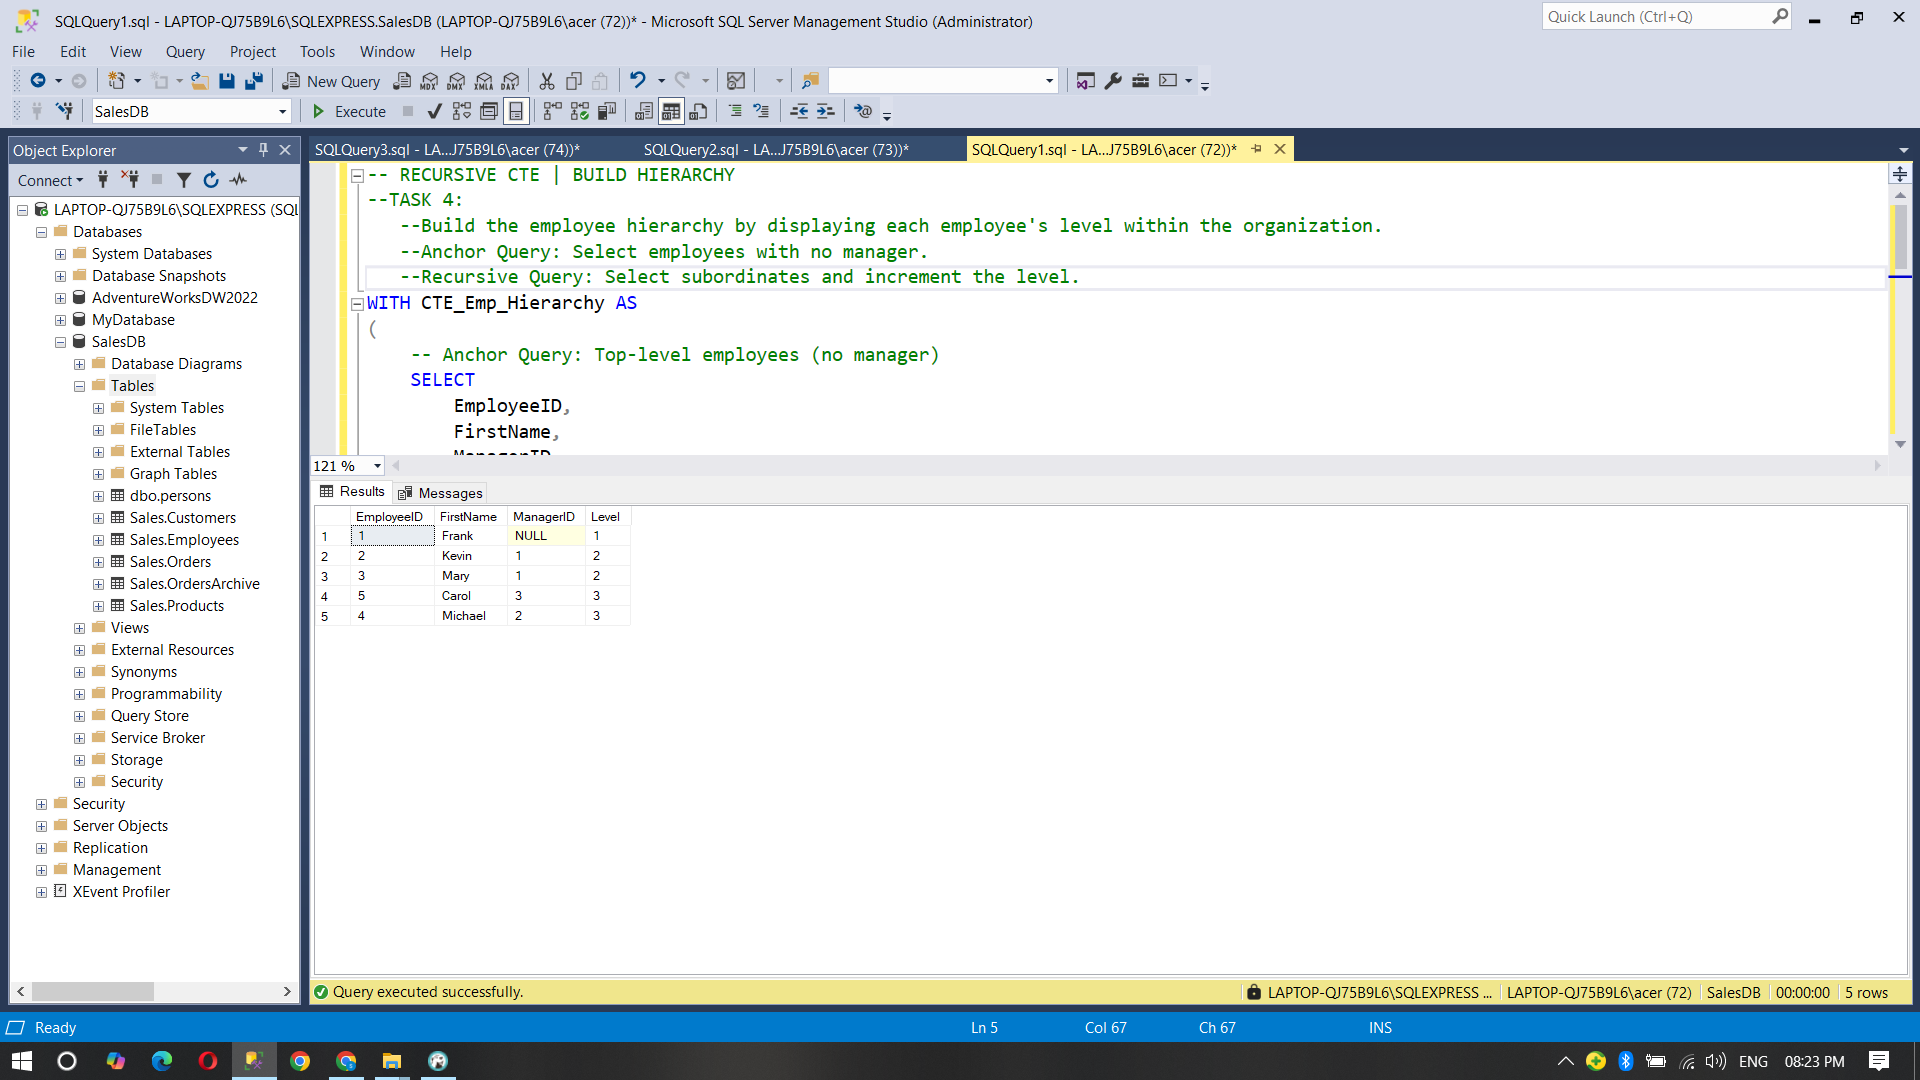 SQLQuery1.sql - LAPTOP-QJ75B9L6\SQLEXPRESS.SalesDB (LAPTOP-QJ75B9L6\acer (72))* - Microsoft SQL Server Management Studio (Administrator)
Quick Launch (Ctrl+Q)
File Edit View Query Project Tools Window Help
New Query MDX DMX XMLA DAX
SalesDB Execute
Object Explorer
SQLQuery3.sql - LA...J75B9L6\acer (74))* SQLQuery2.sql - LA...J75B9L6\acer (73))* SQLQuery1.sql - LA...J75B9L6\acer (72))*
Connect
LAPTOP-QJ75B9L6\SQLEXPRESS (SQL
Databases
System Databases
Database Snapshots
AdventureWorksDW2022
MyDatabase
SalesDB
Database Diagrams
Tables
System Tables
FileTables
External Tables
Graph Tables
dbo.persons
Sales.Customers
Sales.Employees
Sales.Orders
Sales.OrdersArchive
Sales.Products
Views
External Resources
Synonyms
Programmability
Query Store
Service Broker
Storage
Security
Security
Server Objects
Replication
Management
XEvent Profiler
-- RECURSIVE CTE | BUILD HIERARCHY
--TASK 4:
--Build the employee hierarchy by displaying each employee's level within the organization.
--Anchor Query: Select employees with no manager.
--Recursive Query: Select subordinates and increment the level.
WITH CTE_Emp_Hierarchy AS
(
-- Anchor Query: Top-level employees (no manager)
SELECT
EmployeeID,
FirstName,
ManagerID
121 %
Results Messages
EmployeeID FirstName ManagerID Level
1 1 Frank NULL 1
2 2 Kevin 1 2
3 3 Mary 1 2
4 5 Carol 3 3
5 4 Michael 2 3
Query executed successfully. LAPTOP-QJ75B9L6\SQLEXPRESS ... LAPTOP-QJ75B9L6\acer (72) SalesDB 00:00:00 5 rows
Ready Ln 5 Col 67 Ch 67 INS
ENG 08:23 PM